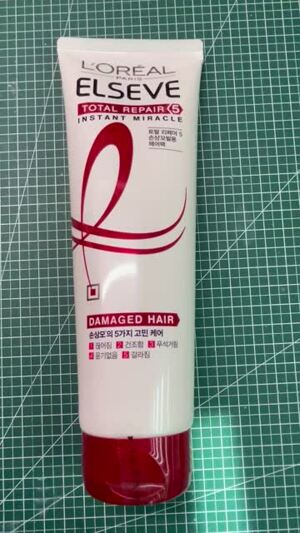 L'ORÉAL
PARIS
ELSEVE
TOTAL REPAIR 5
INSTANT MIRACLE
토탈 리페어 5
손상모발용
헤어팩
DAMAGED HAIR
손상모*의 5가지 고민 케어
1 끊어짐 2 건조함 3 푸석거림
4 윤기없음 5 갈라짐